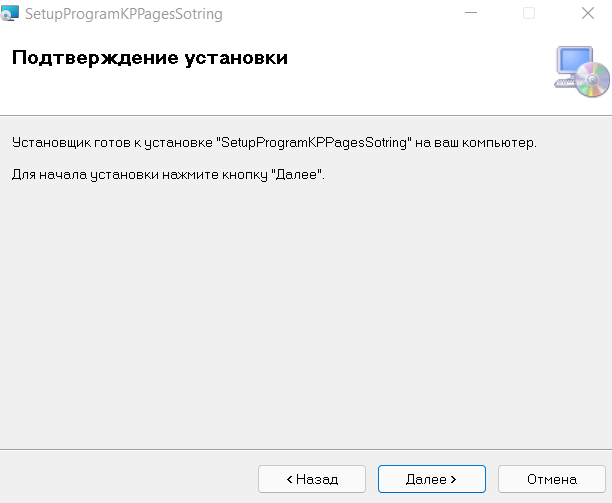 SetupProgramKPPagesSotring
Подтверждение установки
Установщик готов к установке "SetupProgramKPPagesSotring" на ваш компьютер.
Для начала установки нажмите кнопку "Далее".
< Назад
Далее >
Отмена